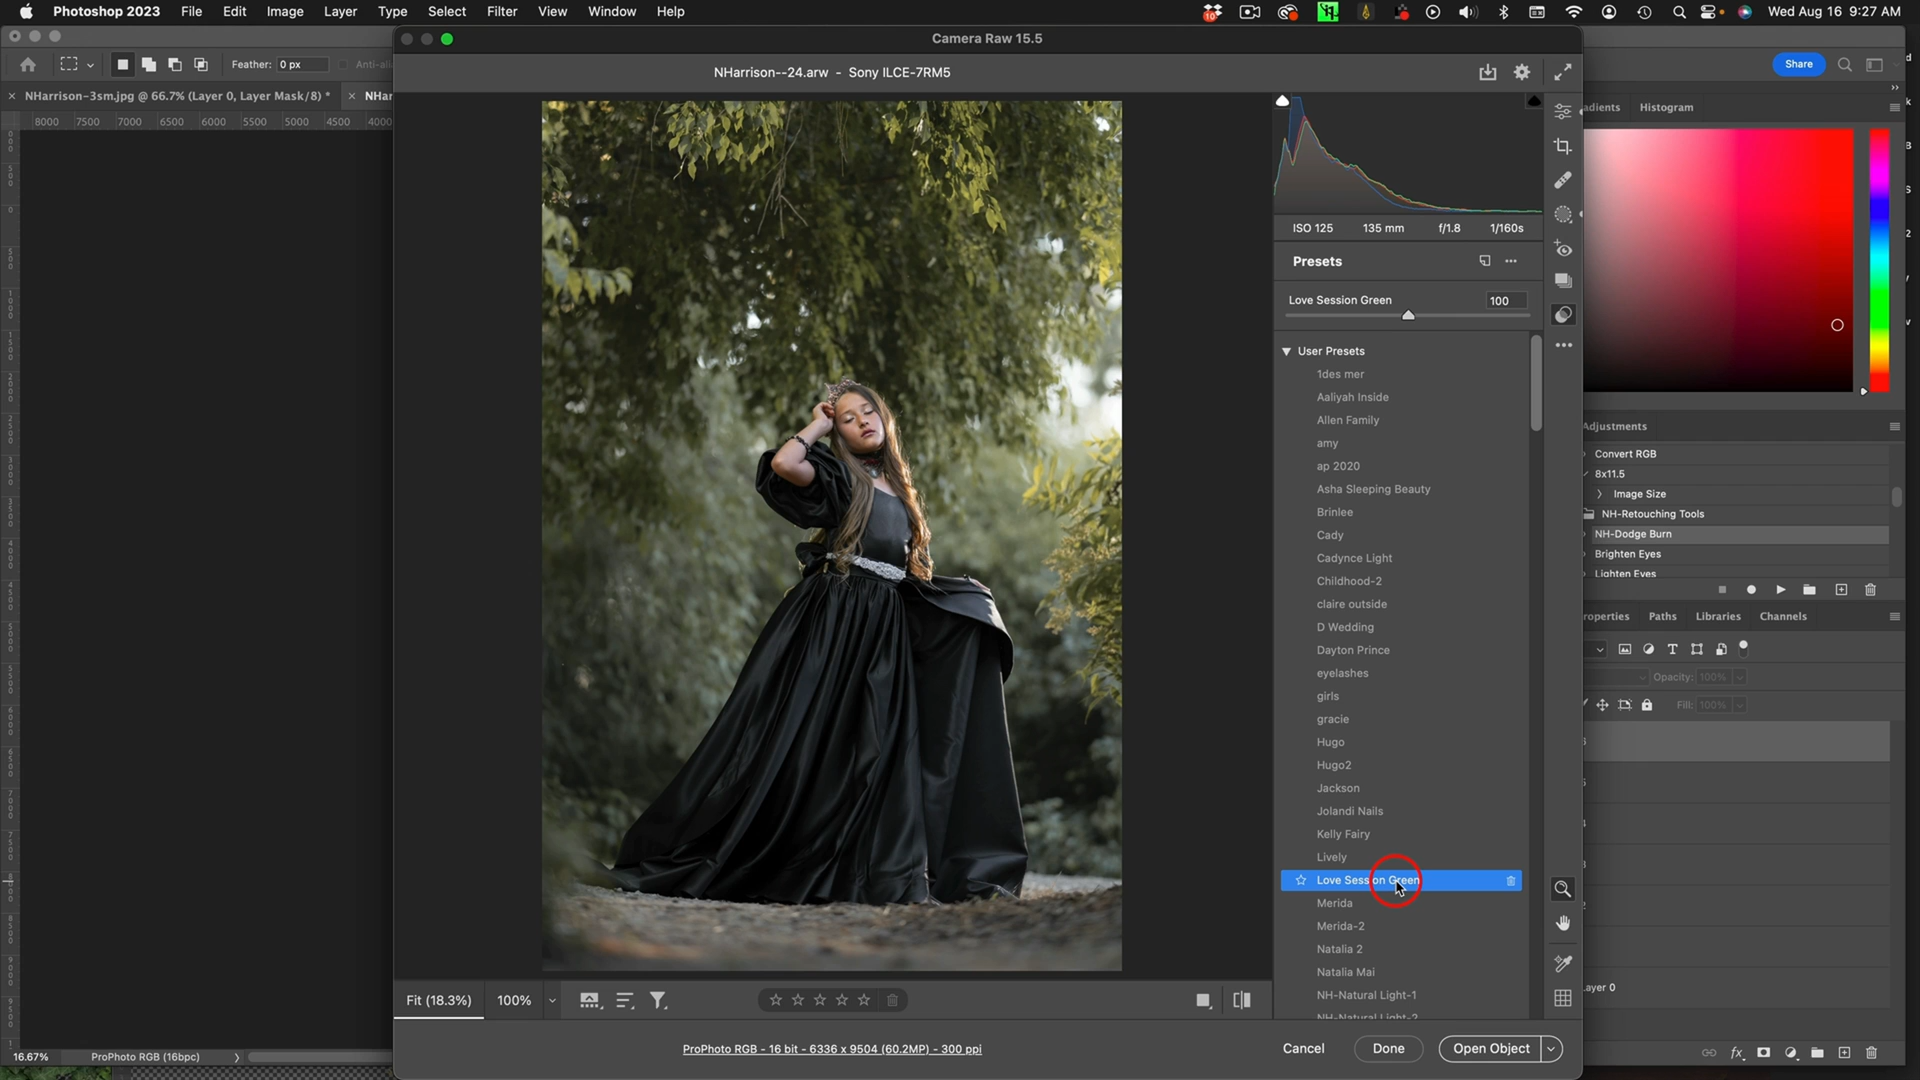 Photoshop 2023 File Edit Image Layer Type Select Filter View Window Help
10 Wed Aug 16 9:27 AM
Camera Raw 15.5
Feather: 0 px Anti-ali
NHarrison--24.arw - Sony ILCE-7RM5
Share
NHarrison-3sm.jpg @ 66.7% (Layer 0, Layer Mask/8) *
NHar
adients Histogram
8000 7500 7000 6500 6000 5500 5000 4500 4000
ISO 125 135 mm f/1.8 1/160s
Presets
Love Session Green 100
User Presets
1des mer
Aaliyah Inside
Allen Family
amy
ap 2020
Asha Sleeping Beauty
Brinlee
Cady
Cadynce Light
Childhood-2
claire outside
D Wedding
Dayton Prince
eyelashes
girls
gracie
Hugo
Hugo2
Jackson
Jolandi Nails
Kelly Fairy
Lively
Love Session Green
Merida
Merida-2
Natalia 2
Natalia Mai
NH-Natural Light-1
NH-Natural Light-2
Adjustments
Convert RGB
8x11.5
Image Size
NH-Retouching Tools
NH-Dodge Burn
Brighten Eyes
Lighten Eyes
roperties Paths Libraries Channels
Opacity: 100%
Fill: 100%
ayer 0
fx
Fit (18.3%) 100%
16.67% ProPhoto RGB (16bpc)
ProPhoto RGB - 16 bit - 6336 x 9504 (60.2MP) - 300 ppi
Cancel Done Open Object